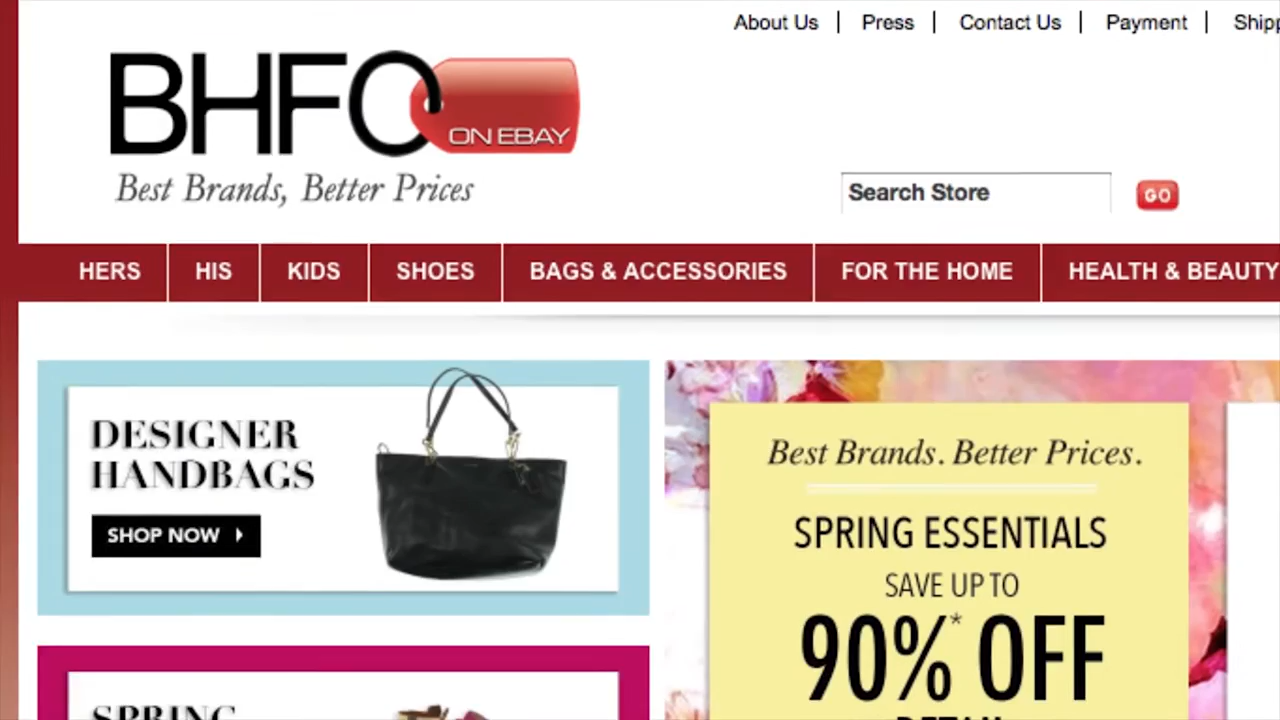 About Us | Press | Contact Us | Payment |
BHFO ON EBAY
Best Brands, Better Prices
Search Store GO
HERS HIS KIDS SHOES BAGS & ACCESSORIES FOR THE HOME HEALTH & BEAUTY
DESIGNER
HANDBAGS
SHOP NOW
SPRING
Best Brands. Better Prices.
SPRING ESSENTIALS
SAVE UP TO
90%* OFF
RETAIL